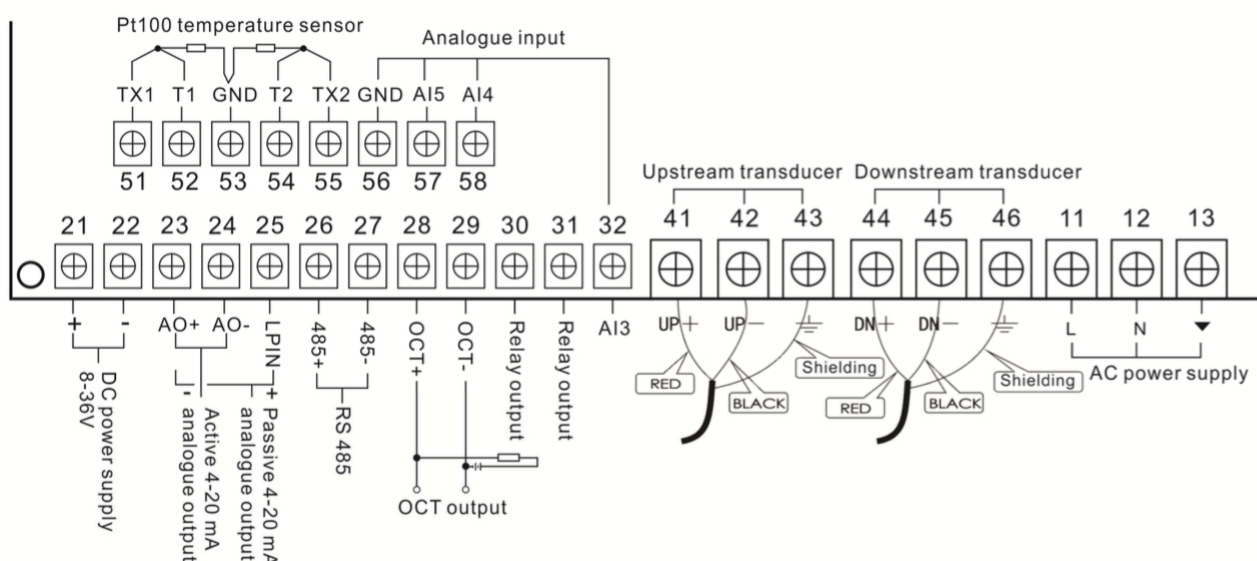 Pt100 temperature sensor
Analogue input
TX1 T1 GND T2 TX2 GND AI5 AI4
51 52 53 54 55 56 57 58
Upstream transducer Downstream transducer
21 22 23 24 25 26 27 28 29 30 31 32 41 42 43 44 45 46 11 12 13
+ - AO+ AO- LPIN- 485+ 485- OCT+ OCT- Relay output Relay output AI3 UP+ UP- DN+ DN- L N
RED BLACK Shielding RED BLACK Shielding
AC power supply
DC power supply
8-36V
Active 4-20 mA
- analogue output
+ Passive 4-20 mA
analogue output
RS 485
OCT output